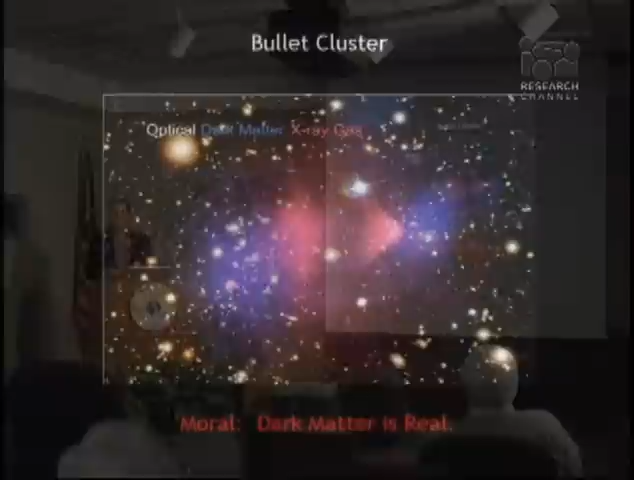 Bullet Cluster
RESEARCH
CHANNEL
Optical Dark Matter X-ray Gas
Moral: Dark Matter is Real.